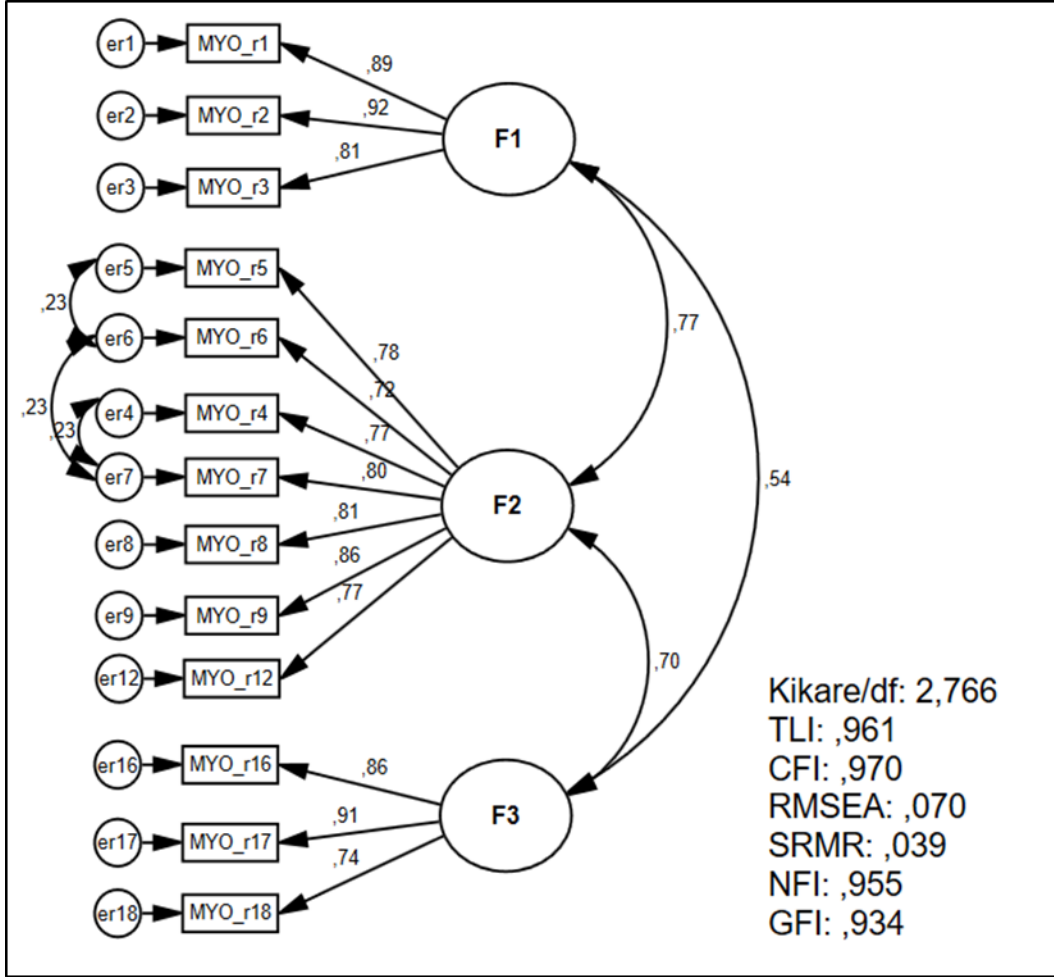 er1 MYO_r1
,89
er2 MYO_r2
,92
F1
er3 MYO_r3
,81
er5 MYO_r5
,23
er6 MYO_r6
,77
,78
,72
er4 MYO_r4
,23
,23
,77
er7 MYO_r7
,80
,54
F2
er8 MYO_r8
,81
er9 MYO_r9
,86
,77
er12 MYO_r12
,70
er16 MYO_r16
,86
F3
er17 MYO_r17
,91
er18 MYO_r18
,74
Kikare/df: 2,766
TLI: ,961
CFI: ,970
RMSEA: ,070
SRMR: ,039
NFI: ,955
GFI: ,934